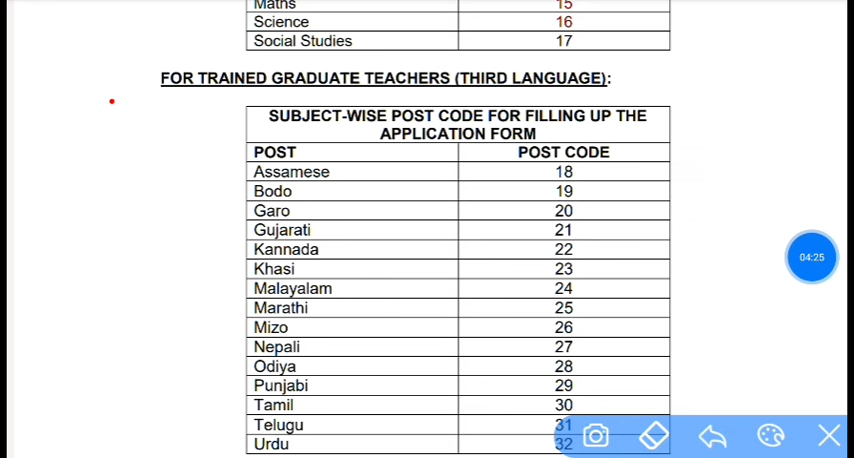 Maths 15
Science 16
Social Studies 17
FOR TRAINED GRADUATE TEACHERS (THIRD LANGUAGE):
SUBJECT-WISE POST CODE FOR FILLING UP THE
APPLICATION FORM
POST POST CODE
Assamese 18
Bodo 19
Garo 20
Gujarati 21
Kannada 22
Khasi 23
Malayalam 24
Marathi 25
Mizo 26
Nepali 27
Odiya 28
Punjabi 29
Tamil 30
Telugu 31
Urdu 32
04:25